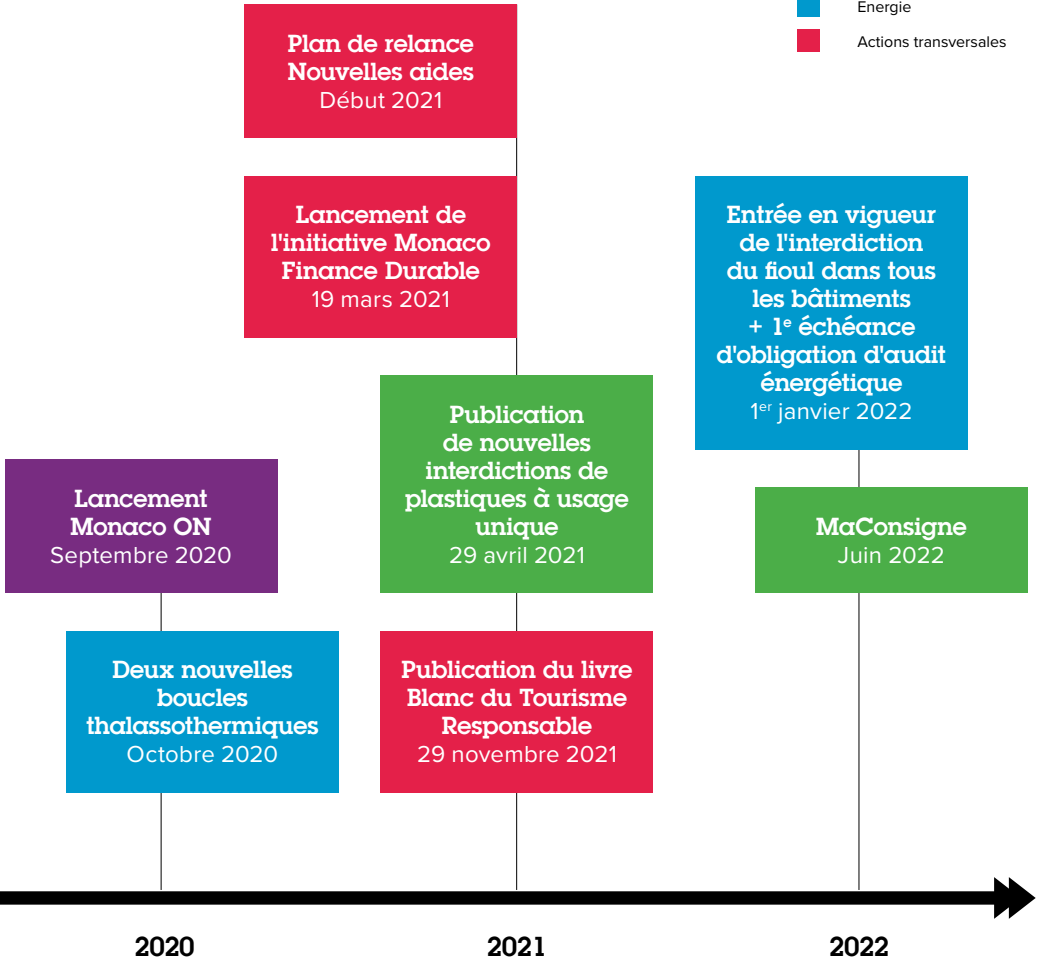 Energie
Actions transversales
Plan de relance
Nouvelles aides
Début 2021
Lancement de
l'initiative Monaco
Finance Durable
19 mars 2021
Entrée en vigueur
de l'interdiction
du fioul dans tous
les bâtiments
+ 1e échéance
d'obligation d'audit
énergétique
1er janvier 2022
Publication
de nouvelles
interdictions de
plastiques à usage
unique
29 avril 2021
Lancement
Monaco ON
Septembre 2020
MaConsigne
Juin 2022
Deux nouvelles
boucles
thalassothermiques
Octobre 2020
Publication du livre
Blanc du Tourisme
Responsable
29 novembre 2021
2020
2021
2022